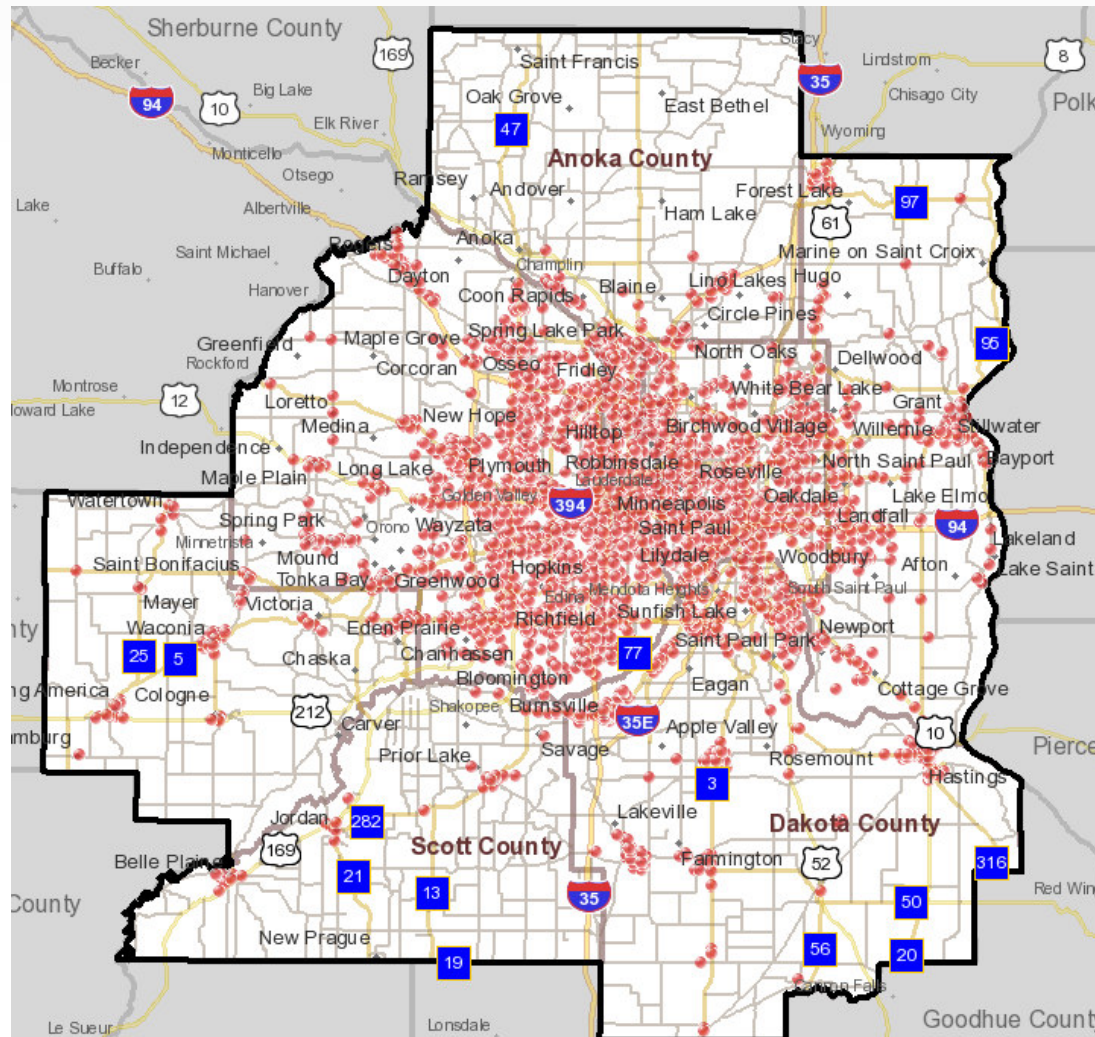 Sherburne County
169
Saint Francis
Stacy
Lindstrom
8
Becker
94
10
Big Lake
Oak Grove
East Bethel
35
Chisago City
Polk
Elk River
47
Wyoming
Monticello
Anoka County
Otsego
Ramsey
Andover
Forest Lake
97
Lake
Albertville
Ham Lake
61
Rogers
Anoka
Saint Michael
Marine on Saint Croix
Buffalo
Dayton
Champlin
Hanover
Coon Rapids
Blaine
Lino Lakes
Hugo
Circle Pines
Greenfield
Maple Grove
Spring Lake Park
95
Rockford
Corcoran
Osseo
Fridley
North Oaks
Dellwood
Montrose
12
White Bear Lake
Howard Lake
Loretto
New Hope
Grant
Medina
Hilltop
Birchwood Village
Willernie
Stillwater
Independence
Maple Plain
Long Lake
Plymouth
Robbinsdale
Roseville
North Saint Paul
Bayport
Lauderdale
Watertown
Golden Valley
394
Minneapolis
Oakdale
Lake Elmo
Spring Park
Orono
Wayzata
Saint Paul
Landfall
94
Minnetrista
Lakeland
Saint Bonifacius
Mound
Hopkins
Lilydale
Woodbury
Afton
Lake Saint
Tonka Bay
Greenwood
Edina
Mendota Heights
South Saint Paul
Mayer
Victoria
Richfield
Sunfish Lake
Waconia
Eden Prairie
Newport
nty
25
5
Chaska
Chanhassen
77
Saint Paul Park
ng America
Cologne
Bloomington
Eagan
Cottage Grove
212
Shakopee
Burnsville
35E
mburg
Carver
Apple Valley
10
Pierce
Prior Lake
Savage
Rosemount
Hastings
3
Jordan
282
Lakeville
Dakota County
169
Scott County
Belle Plaine
Farmington
52
316
21
13
35
50
Red Wing
County
New Prague
19
56
20
Cannon Falls
Le Sueur
Lonsdale
Goodhue County